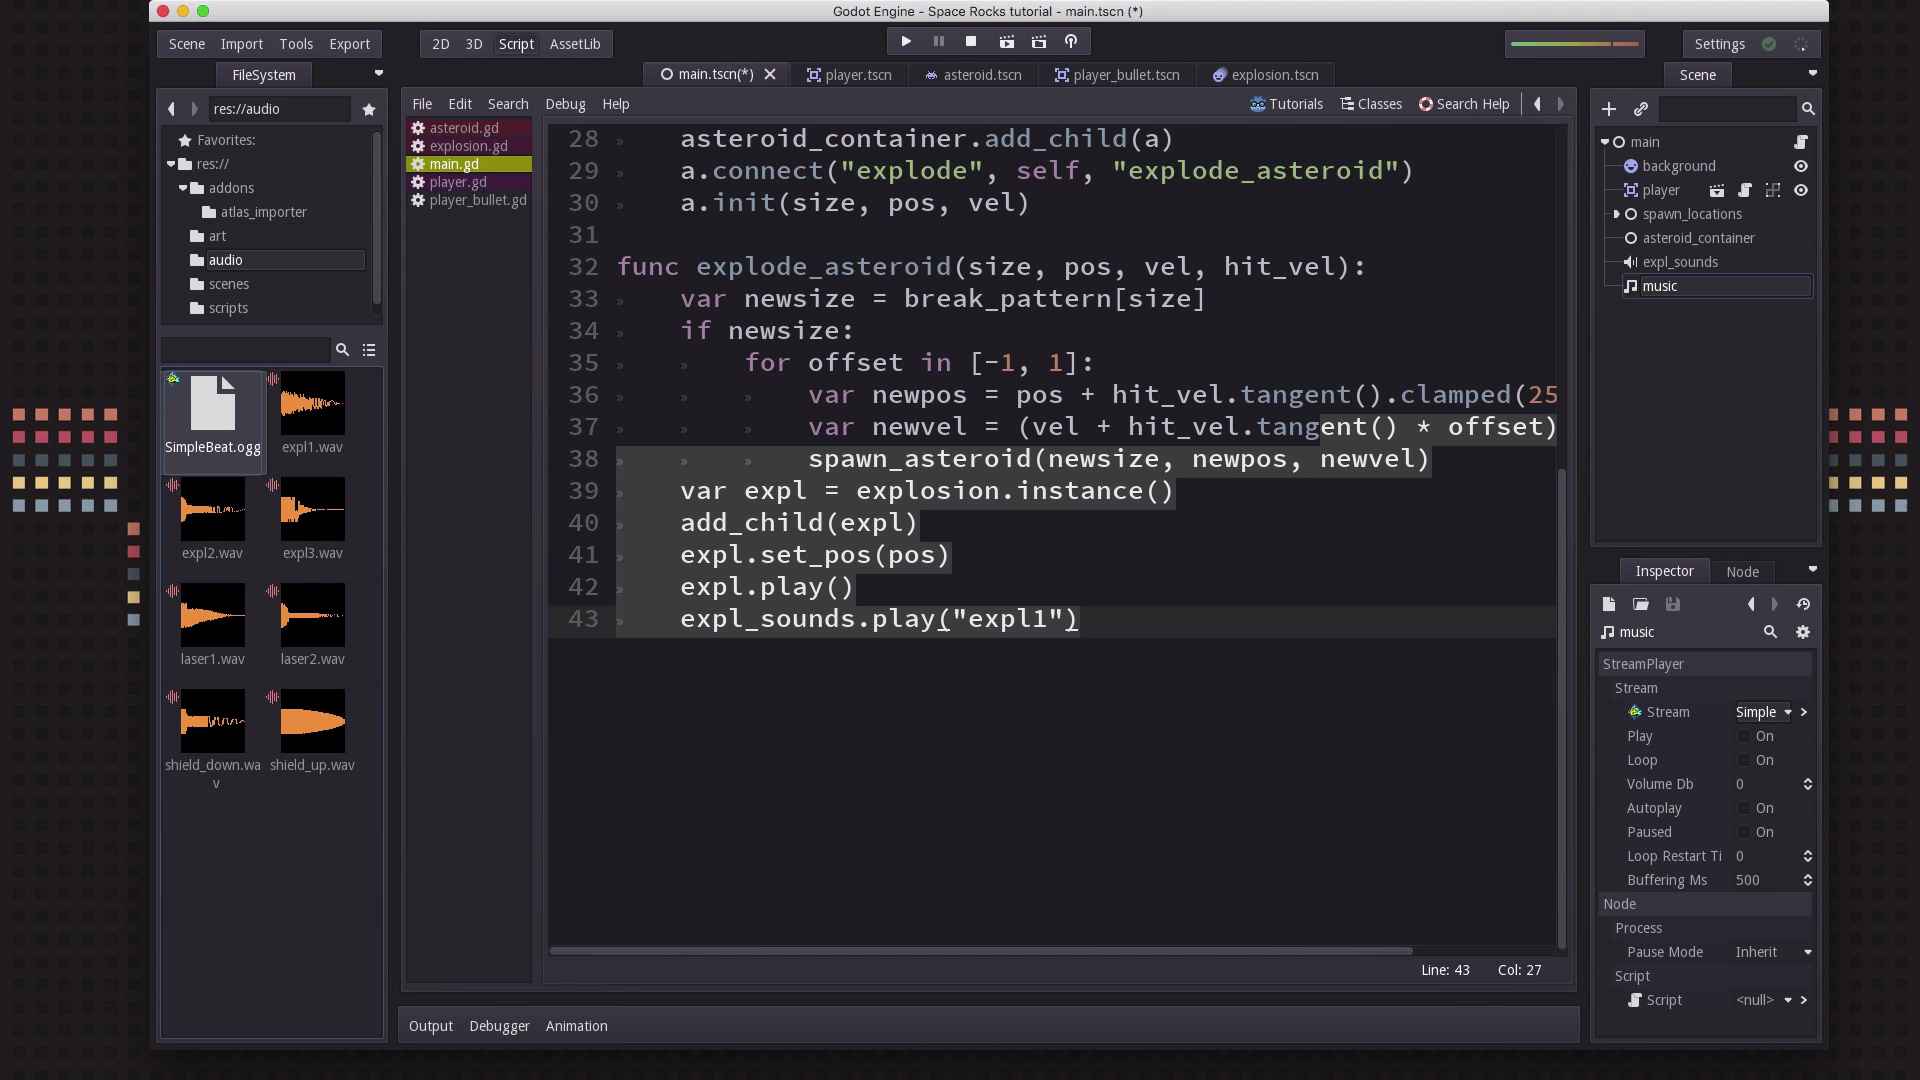 Godot Engine - Space Rocks tutorial - main.tscn (*)
Scene Import Tools Export
2D 3D Script AssetLib
Settings
FileSystem
main.tscn(*)
player.tscn
asteroid.tscn
player_bullet.tscn
explosion.tscn
Scene
res://audio
Favorites:
res://
addons
atlas_importer
art
audio
scenes
scripts
SimpleBeat.ogg
expl1.wav
expl2.wav
expl3.wav
laser1.wav
laser2.wav
shield_down.wa
v
shield_up.wav
File Edit Search Debug Help
Tutorials Classes Search Help
asteroid.gd
explosion.gd
main.gd
player.gd
player_bullet.gd
28 » asteroid_container.add_child(a)
29 » a.connect("explode", self, "explode_asteroid")
30 » a.init(size, pos, vel)
31
32 func explode_asteroid(size, pos, vel, hit_vel):
33 » var newsize = break_pattern[size]
34 » if newsize:
35 » » for offset in [-1, 1]:
36 » » » var newpos = pos + hit_vel.tangent().clamped(25
37 » » » var newvel = (vel + hit_vel.tangent() * offset)
38 » » » spawn_asteroid(newsize, newpos, newvel)
39 » var expl = explosion.instance()
40 » add_child(expl)
41 » expl.set_pos(pos)
42 » expl.play()
43 » expl_sounds.play("expl1")
Line: 43 Col: 27
Output Debugger Animation
main
background
player
spawn_locations
asteroid_container
expl_sounds
music
Inspector Node
music
StreamPlayer
Stream
Stream Simple
Play On
Loop On
Volume Db 0
Autoplay On
Paused On
Loop Restart Ti 0
Buffering Ms 500
Node
Process
Pause Mode Inherit
Script
Script <null>